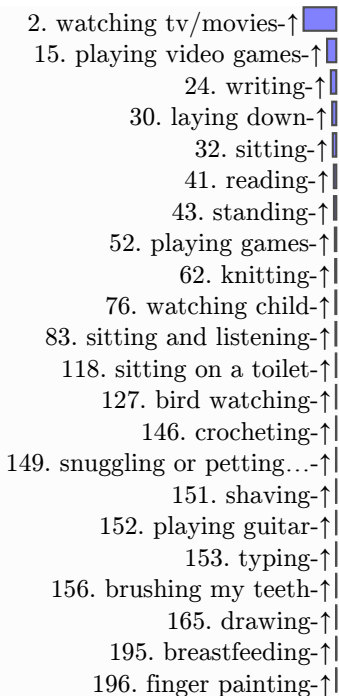 2. watching tv/movies-↑
15. playing video games-↑
24. writing-↑
30. laying down-↑
32. sitting-↑
41. reading-↑
43. standing-↑
52. playing games-↑
62. knitting-↑
76. watching child-↑
83. sitting and listening-↑
118. sitting on a toilet-↑
127. bird watching-↑
146. crocheting-↑
149. snuggling or petting...-↑
151. shaving-↑
152. playing guitar-↑
153. typing-↑
156. brushing my teeth-↑
165. drawing-↑
195. breastfeeding-↑
196. finger painting-↑